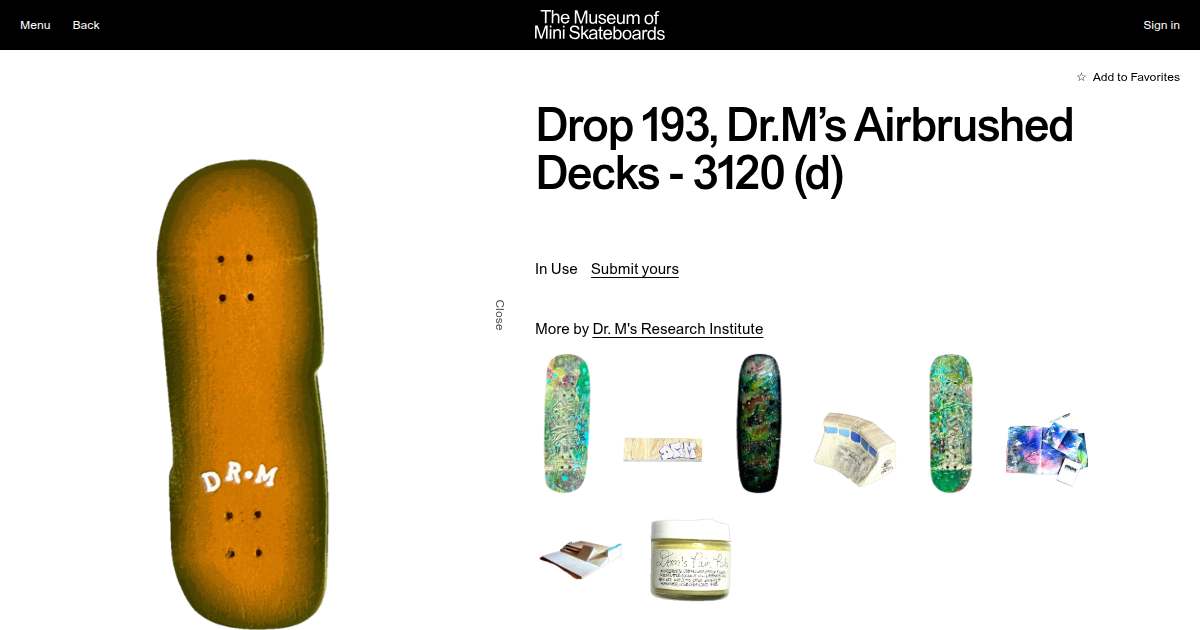 Menu
Back
The Museum of
Mini Skateboards
Sign in
☆ Add to Favorites
Drop 193, Dr.M’s Airbrushed
Decks - 3120 (d)
In Use
Submit yours
Close
More by Dr. M's Research Institute
DR•M